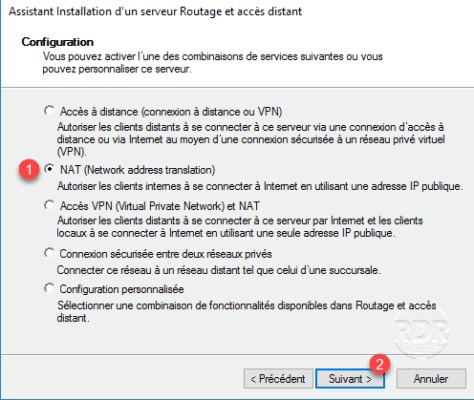 Assistant Installation d'un serveur Routage et accès distant
Configuration
Vous pouvez activer l'une des combinaisons de services suivantes ou vous
pouvez personnaliser ce serveur.
Accès à distance (connexion à distance ou VPN)
Autoriser les clients distants à se connecter à ce serveur via une connexion d'accès à
distance ou via Internet au moyen d'une connexion sécurisée à un réseau privé virtuel
(VPN).
1 NAT (Network address translation)
Autoriser les clients internes à se connecter à Internet en utilisant une adresse IP publique.
Accès VPN (Virtual Private Network) et NAT
Autoriser les clients distants à se connecter à ce serveur par Internet et les clients
locaux à se connecter à Internet en utilisant une seule adresse IP publique.
Connexion sécurisée entre deux réseaux privés
Connecter ce réseau à un réseau distant tel que celui d'une succursale.
Configuration personnalisée
Sélectionner une combinaison de fonctionnalités disponibles dans Routage et accès
distant.
RDR
2
< Précédent Suivant > Annuler